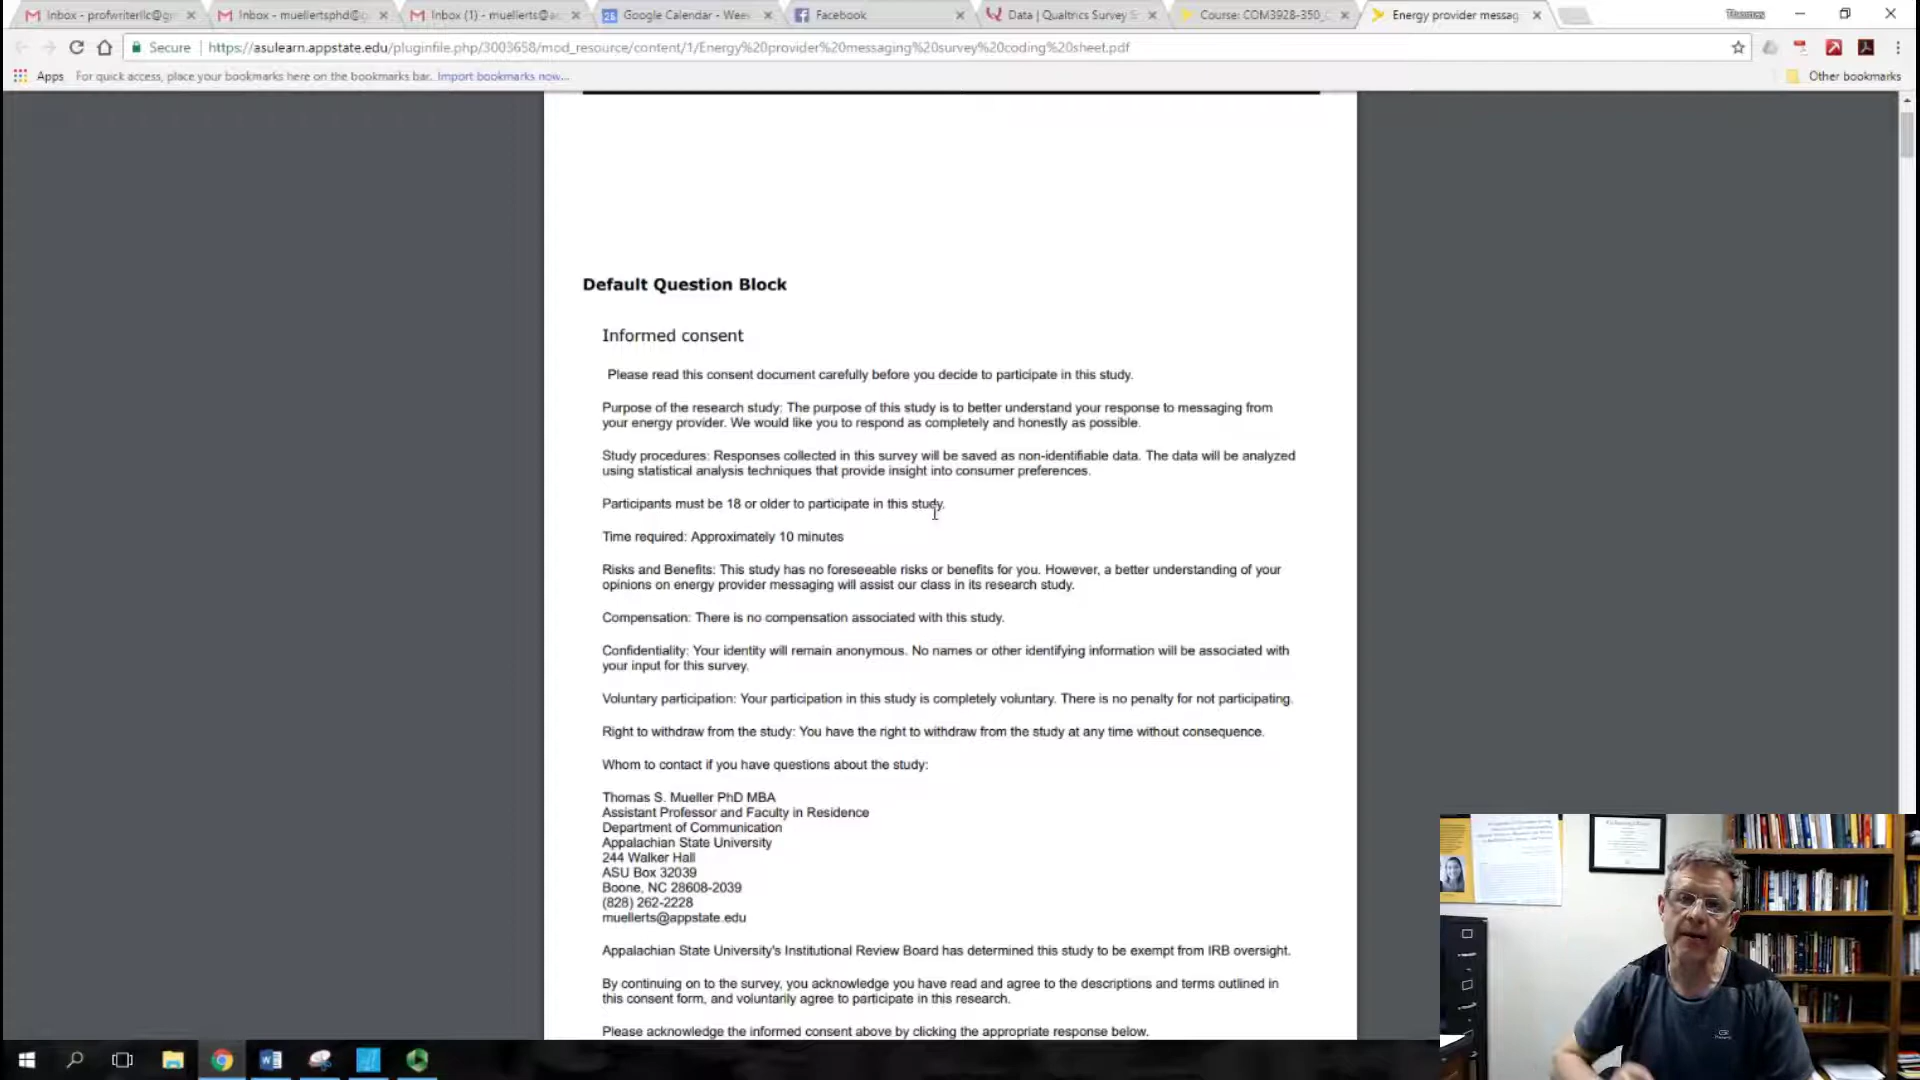 Inbox - profwriterllc@g
Inbox - muellertsphd@
Inbox (1) - muellerts@a
Google Calendar - Wee
Facebook
Data | Qualtrics Survey S
Course: COM3928-350_
Energy provider messag
Thomas
Secure
https://asulearn.appstate.edu/pluginfile.php/3003658/mod_resource/content/1/Energy%20provider%20messaging%20survey%20coding%20sheet.pdf
Apps
For quick access, place your bookmarks here on the bookmarks bar. Import bookmarks now...
Other bookmarks
Default Question Block
Informed consent
Please read this consent document carefully before you decide to participate in this study.
Purpose of the research study: The purpose of this study is to better understand your response to messaging from
your energy provider. We would like you to respond as completely and honestly as possible.
Study procedures: Responses collected in this survey will be saved as non-identifiable data. The data will be analyzed
using statistical analysis techniques that provide insight into consumer preferences.
Participants must be 18 or older to participate in this study.
Time required: Approximately 10 minutes
Risks and Benefits: This study has no foreseeable risks or benefits for you. However, a better understanding of your
opinions on energy provider messaging will assist our class in its research study.
Compensation: There is no compensation associated with this study.
Confidentiality: Your identity will remain anonymous. No names or other identifying information will be associated with
your input for this survey.
Voluntary participation: Your participation in this study is completely voluntary. There is no penalty for not participating.
Right to withdraw from the study: You have the right to withdraw from the study at any time without consequence.
Whom to contact if you have questions about the study:
Thomas S. Mueller PhD MBA
Assistant Professor and Faculty in Residence
Department of Communication
Appalachian State University
244 Walker Hall
ASU Box 32039
Boone, NC 28608-2039
(828) 262-2228
muellerts@appstate.edu
Appalachian State University's Institutional Review Board has determined this study to be exempt from IRB oversight.
By continuing on to the survey, you acknowledge you have read and agree to the descriptions and terms outlined in
this consent form, and voluntarily agree to participate in this research.
Please acknowledge the informed consent above by clicking the appropriate response below.